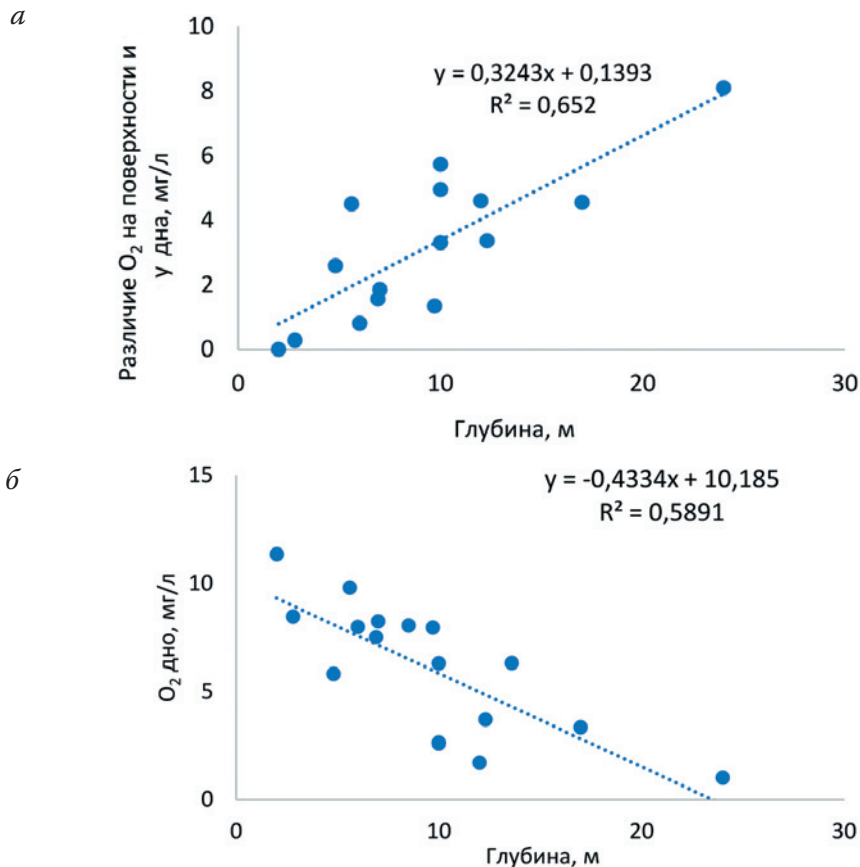 а
Различие O₂ на поверхности и
у дна, мг/л
10
8
6
4
2
0
y = 0,3243x + 0,1393
R² = 0,652
0 10 20 30
Глубина, м
б
O₂ дно, мг/л
15
10
5
0
y = -0,4334x + 10,185
R² = 0,5891
0 10 20 30
Глубина, м